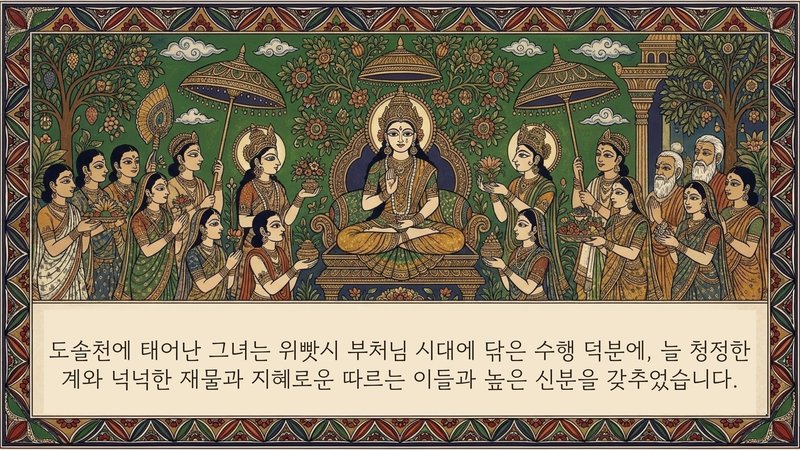 도솔천에 태어난 그녀는 위빳시 부처님 시대에 닦은 수행 덕분에, 늘 청정한
계와 넉넉한 재물과 지혜로운 따르는 이들과 높은 신분을 갖추었습니다.